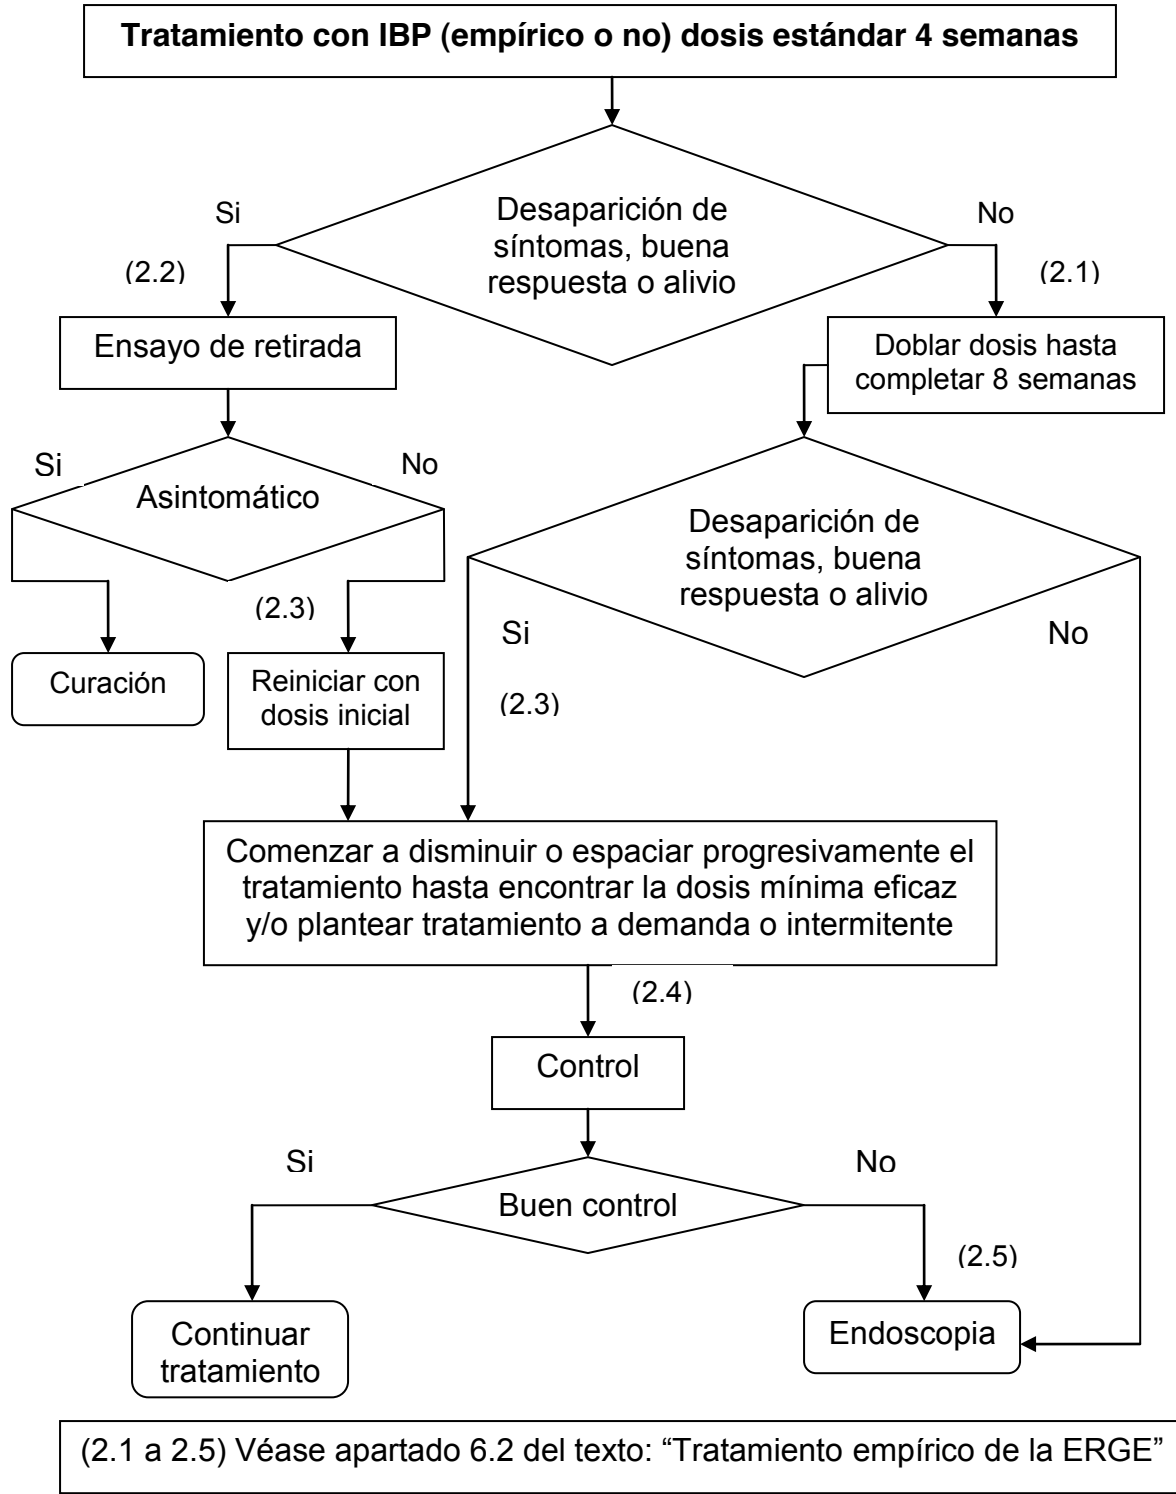 Tratamiento con IBP (empírico o no) dosis estándar 4 semanas
Desaparición de
síntomas, buena
respuesta o alivio
Si
No
(2.2)
(2.1)
Ensayo de retirada
Doblar dosis hasta
completar 8 semanas
Si
No
Asintomático
Desaparición de
síntomas, buena
respuesta o alivio
(2.3)
Si
No
Curación
Reiniciar con
dosis inicial
(2.3)
Comenzar a disminuir o espaciar progresivamente el
tratamiento hasta encontrar la dosis mínima eficaz
y/o plantear tratamiento a demanda o intermitente
(2.4)
Control
Si
No
Buen control
(2.5)
Continuar
tratamiento
Endoscopia
(2.1 a 2.5) Véase apartado 6.2 del texto: “Tratamiento empírico de la ERGE”